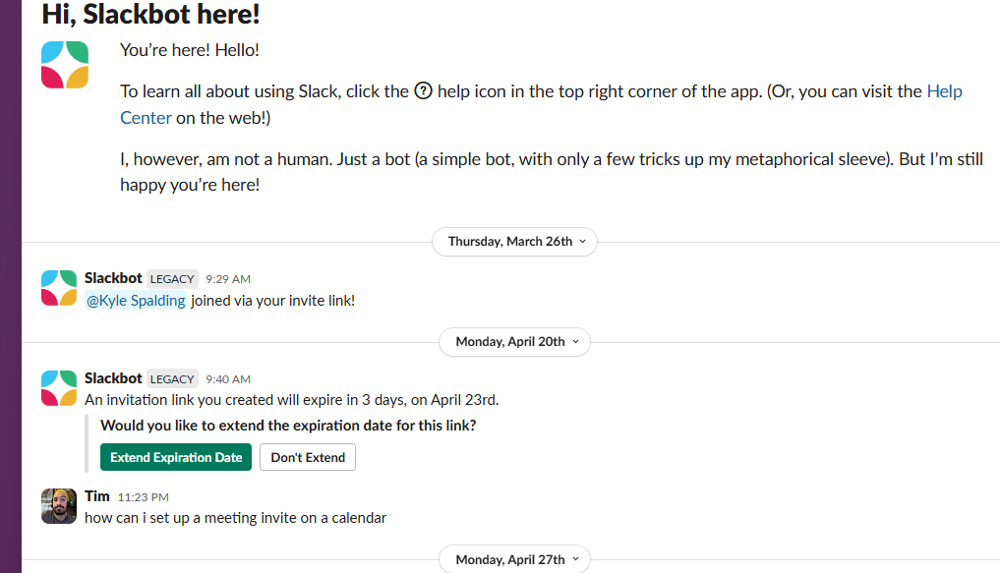 Hi, Slackbot here!
You’re here! Hello!
To learn all about using Slack, click the ? help icon in the top right corner of the app. (Or, you can visit the Help
Center on the web!)
I, however, am not a human. Just a bot (a simple bot, with only a few tricks up my metaphorical sleeve). But I’m still
happy you’re here!
Thursday, March 26th
Slackbot LEGACY 9:29 AM
@Kyle Spalding joined via your invite link!
Monday, April 20th
Slackbot LEGACY 9:40 AM
An invitation link you created will expire in 3 days, on April 23rd.
Would you like to extend the expiration date for this link?
Extend Expiration Date Don't Extend
Tim 11:23 PM
how can i set up a meeting invite on a calendar
Monday, April 27th